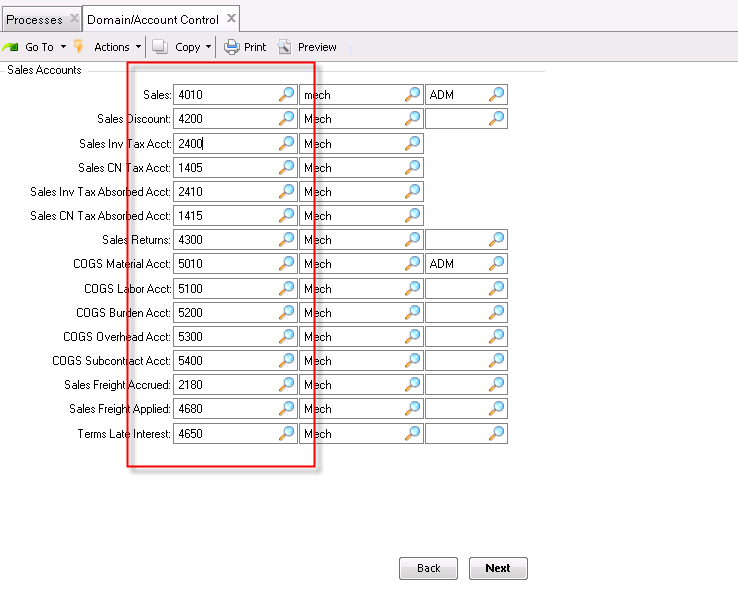 Processes Domain/Account Control
Go To Actions Copy Print Preview
Sales Accounts
Sales: 4010 mech ADM
Sales Discount: 4200 Mech
Sales Inv Tax Acct: 2400 Mech
Sales CN Tax Acct: 1405 Mech
Sales Inv Tax Absorbed Acct: 2410 Mech
Sales CN Tax Absorbed Acct: 1415 Mech
Sales Returns: 4300 Mech
COGS Material Acct: 5010 Mech ADM
COGS Labor Acct: 5100 Mech
COGS Burden Acct: 5200 Mech
COGS Overhead Acct: 5300 Mech
COGS Subcontract Acct: 5400 Mech
Sales Freight Accrued: 2180 Mech
Sales Freight Applied: 4680 Mech
Terms Late Interest: 4650 Mech
Back Next